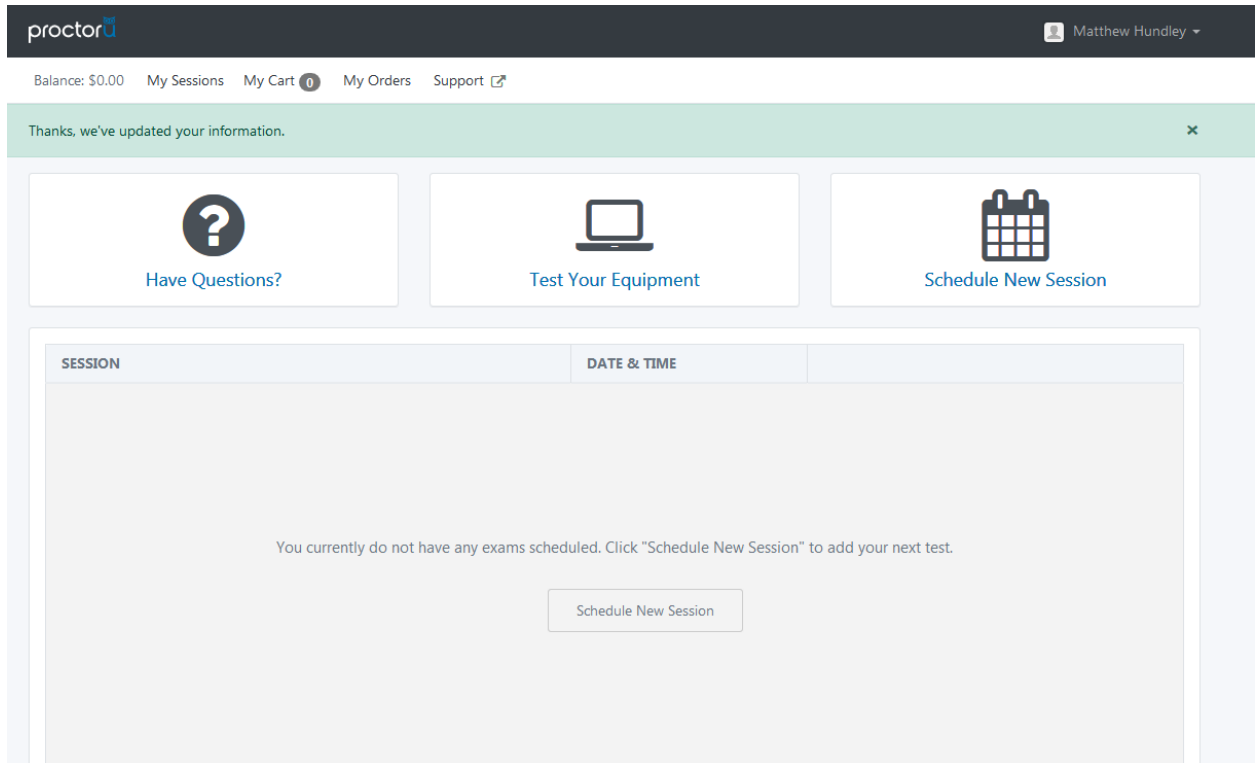 proctoru
Matthew Hundley
Balance: $0.00 My Sessions My Cart 0 My Orders Support
Thanks, we've updated your information. ×
Have Questions?
Test Your Equipment
Schedule New Session
SESSION DATE & TIME
You currently do not have any exams scheduled. Click "Schedule New Session" to add your next test.
Schedule New Session